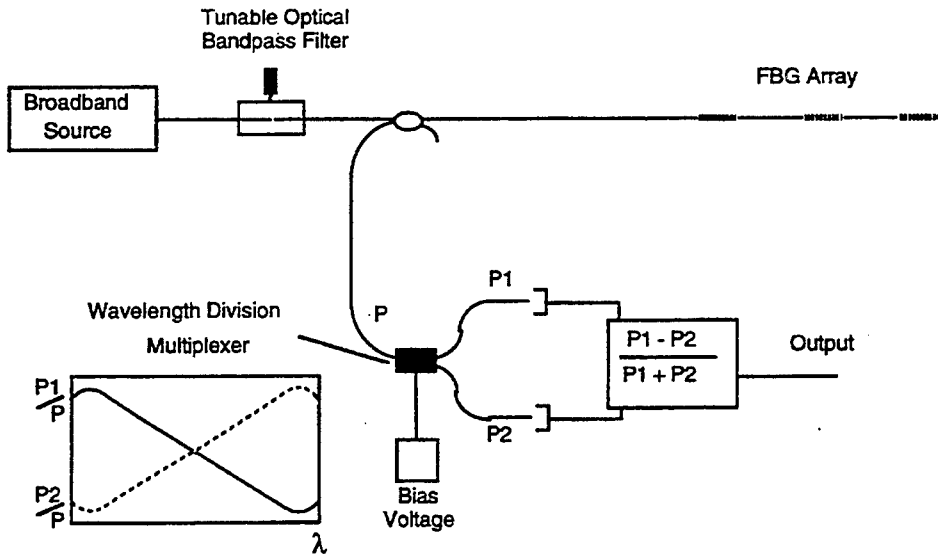 Tunable Optical
Bandpass Filter
Broadband
Source
FBG Array
P1
P
Wavelength Division
Multiplexer
P1 - P2
P1 + P2
Output
P1/P
P2
P2/P
Bias
Voltage
λ